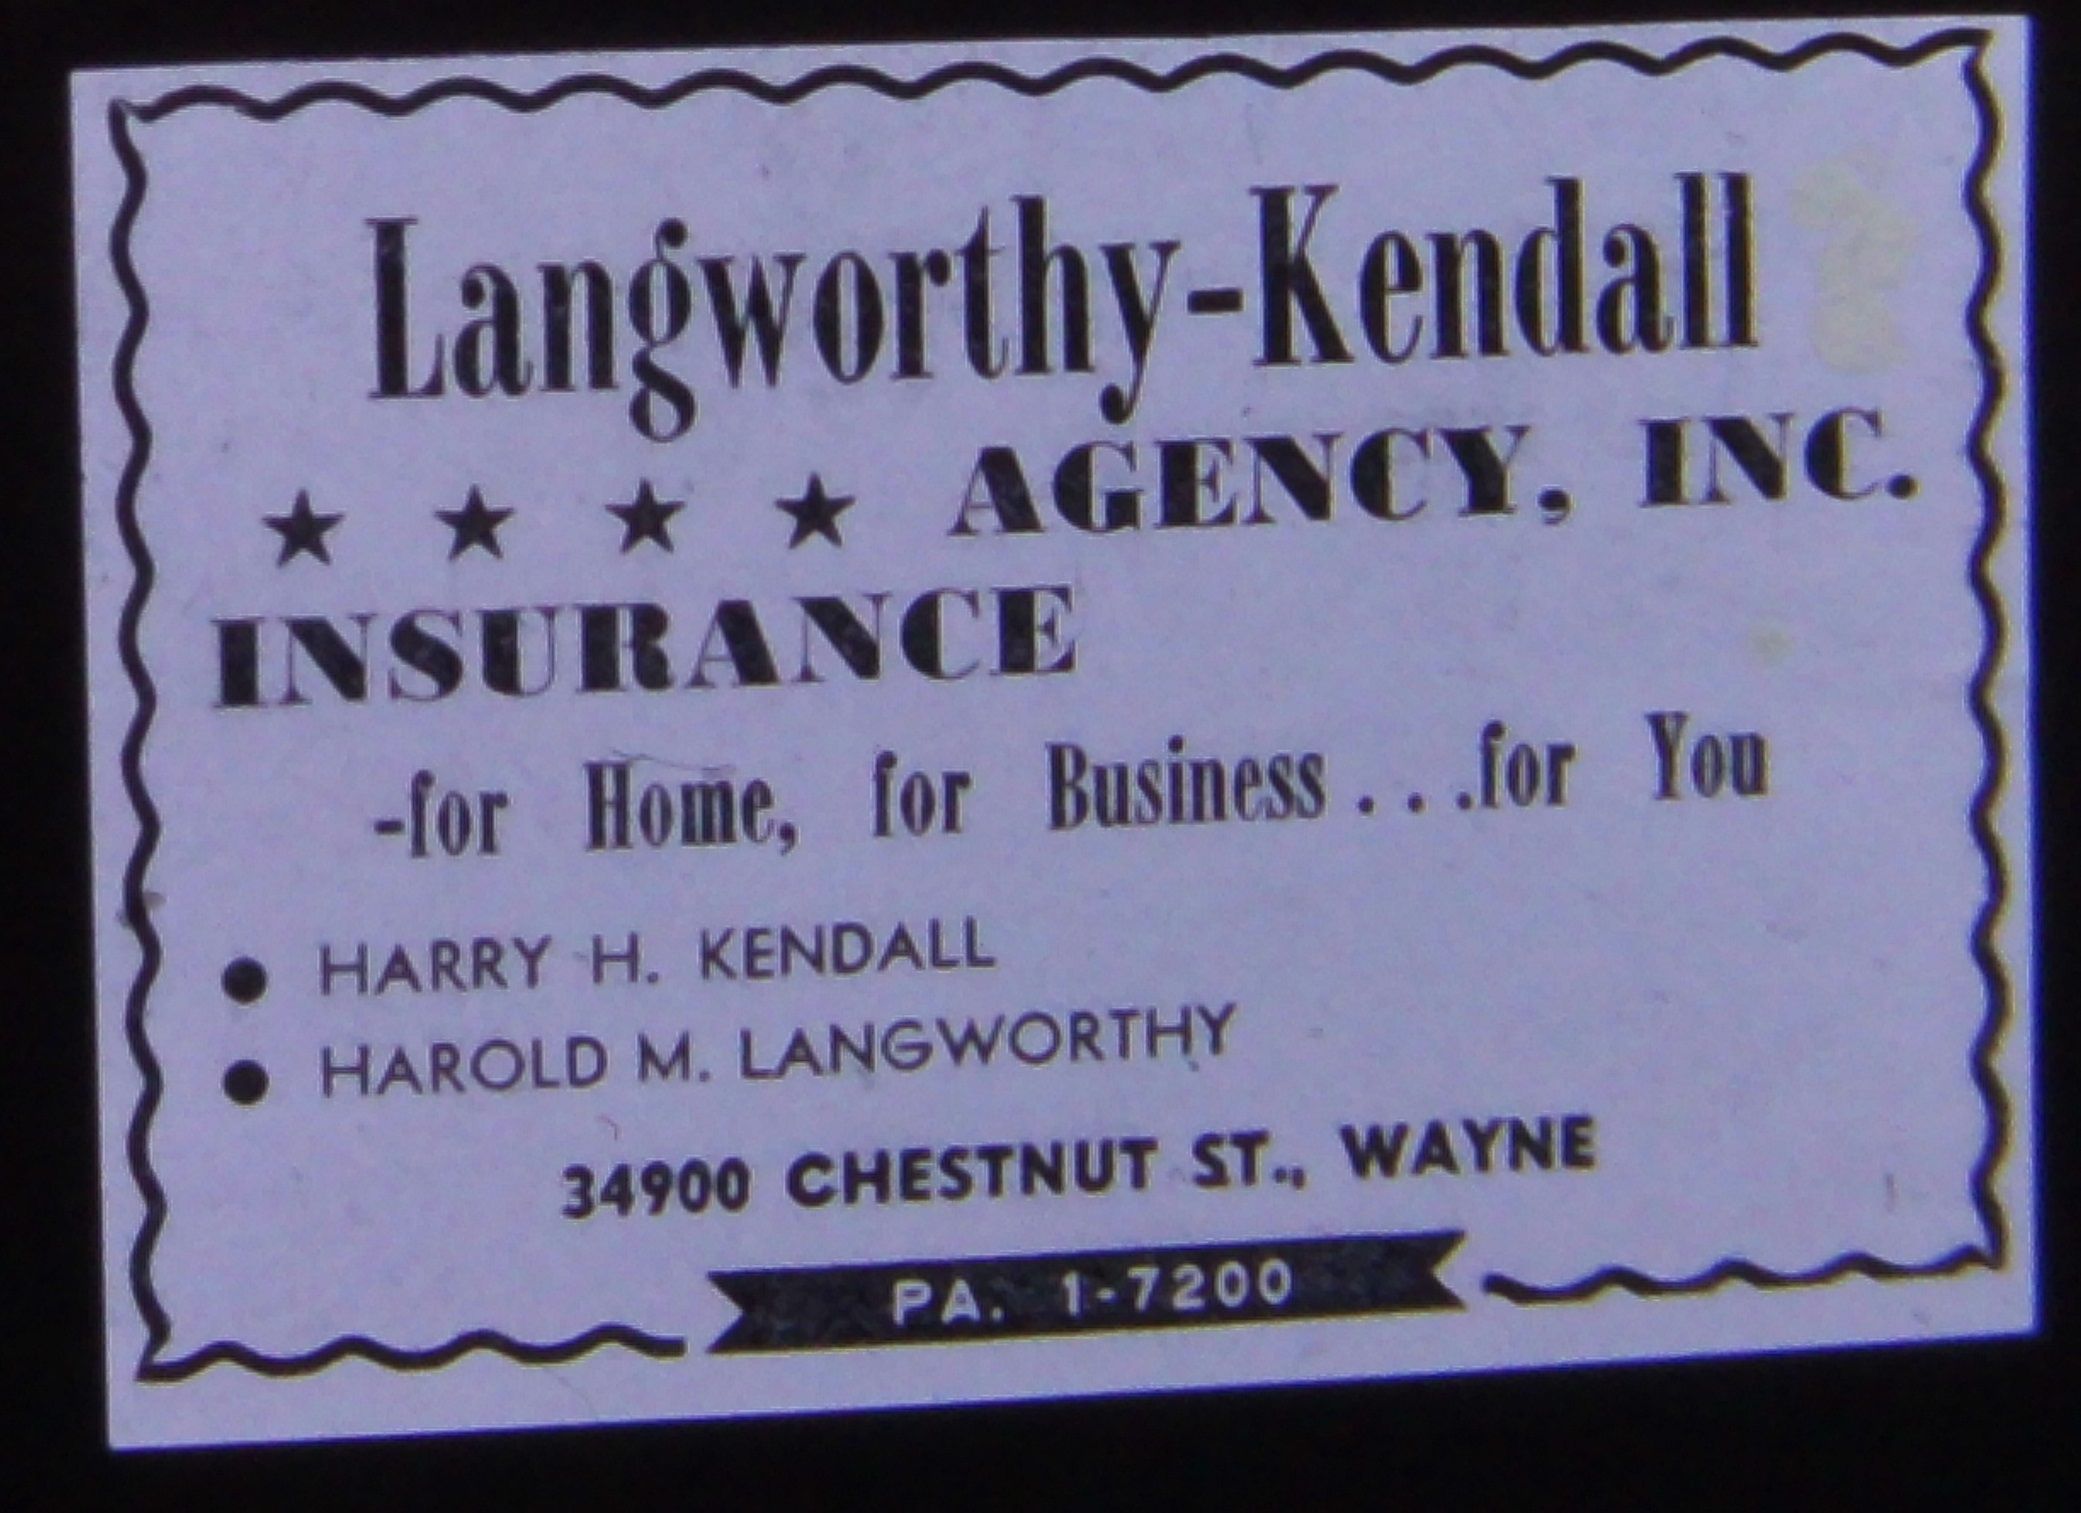 Langworthy-Kendall
★ ★ ★ ★ AGENCY, INC.
INSURANCE
-for Home, for Business...for You
● HARRY H. KENDALL
● HAROLD M. LANGWORTHY
34900 CHESTNUT ST., WAYNE
PA. 1-7200